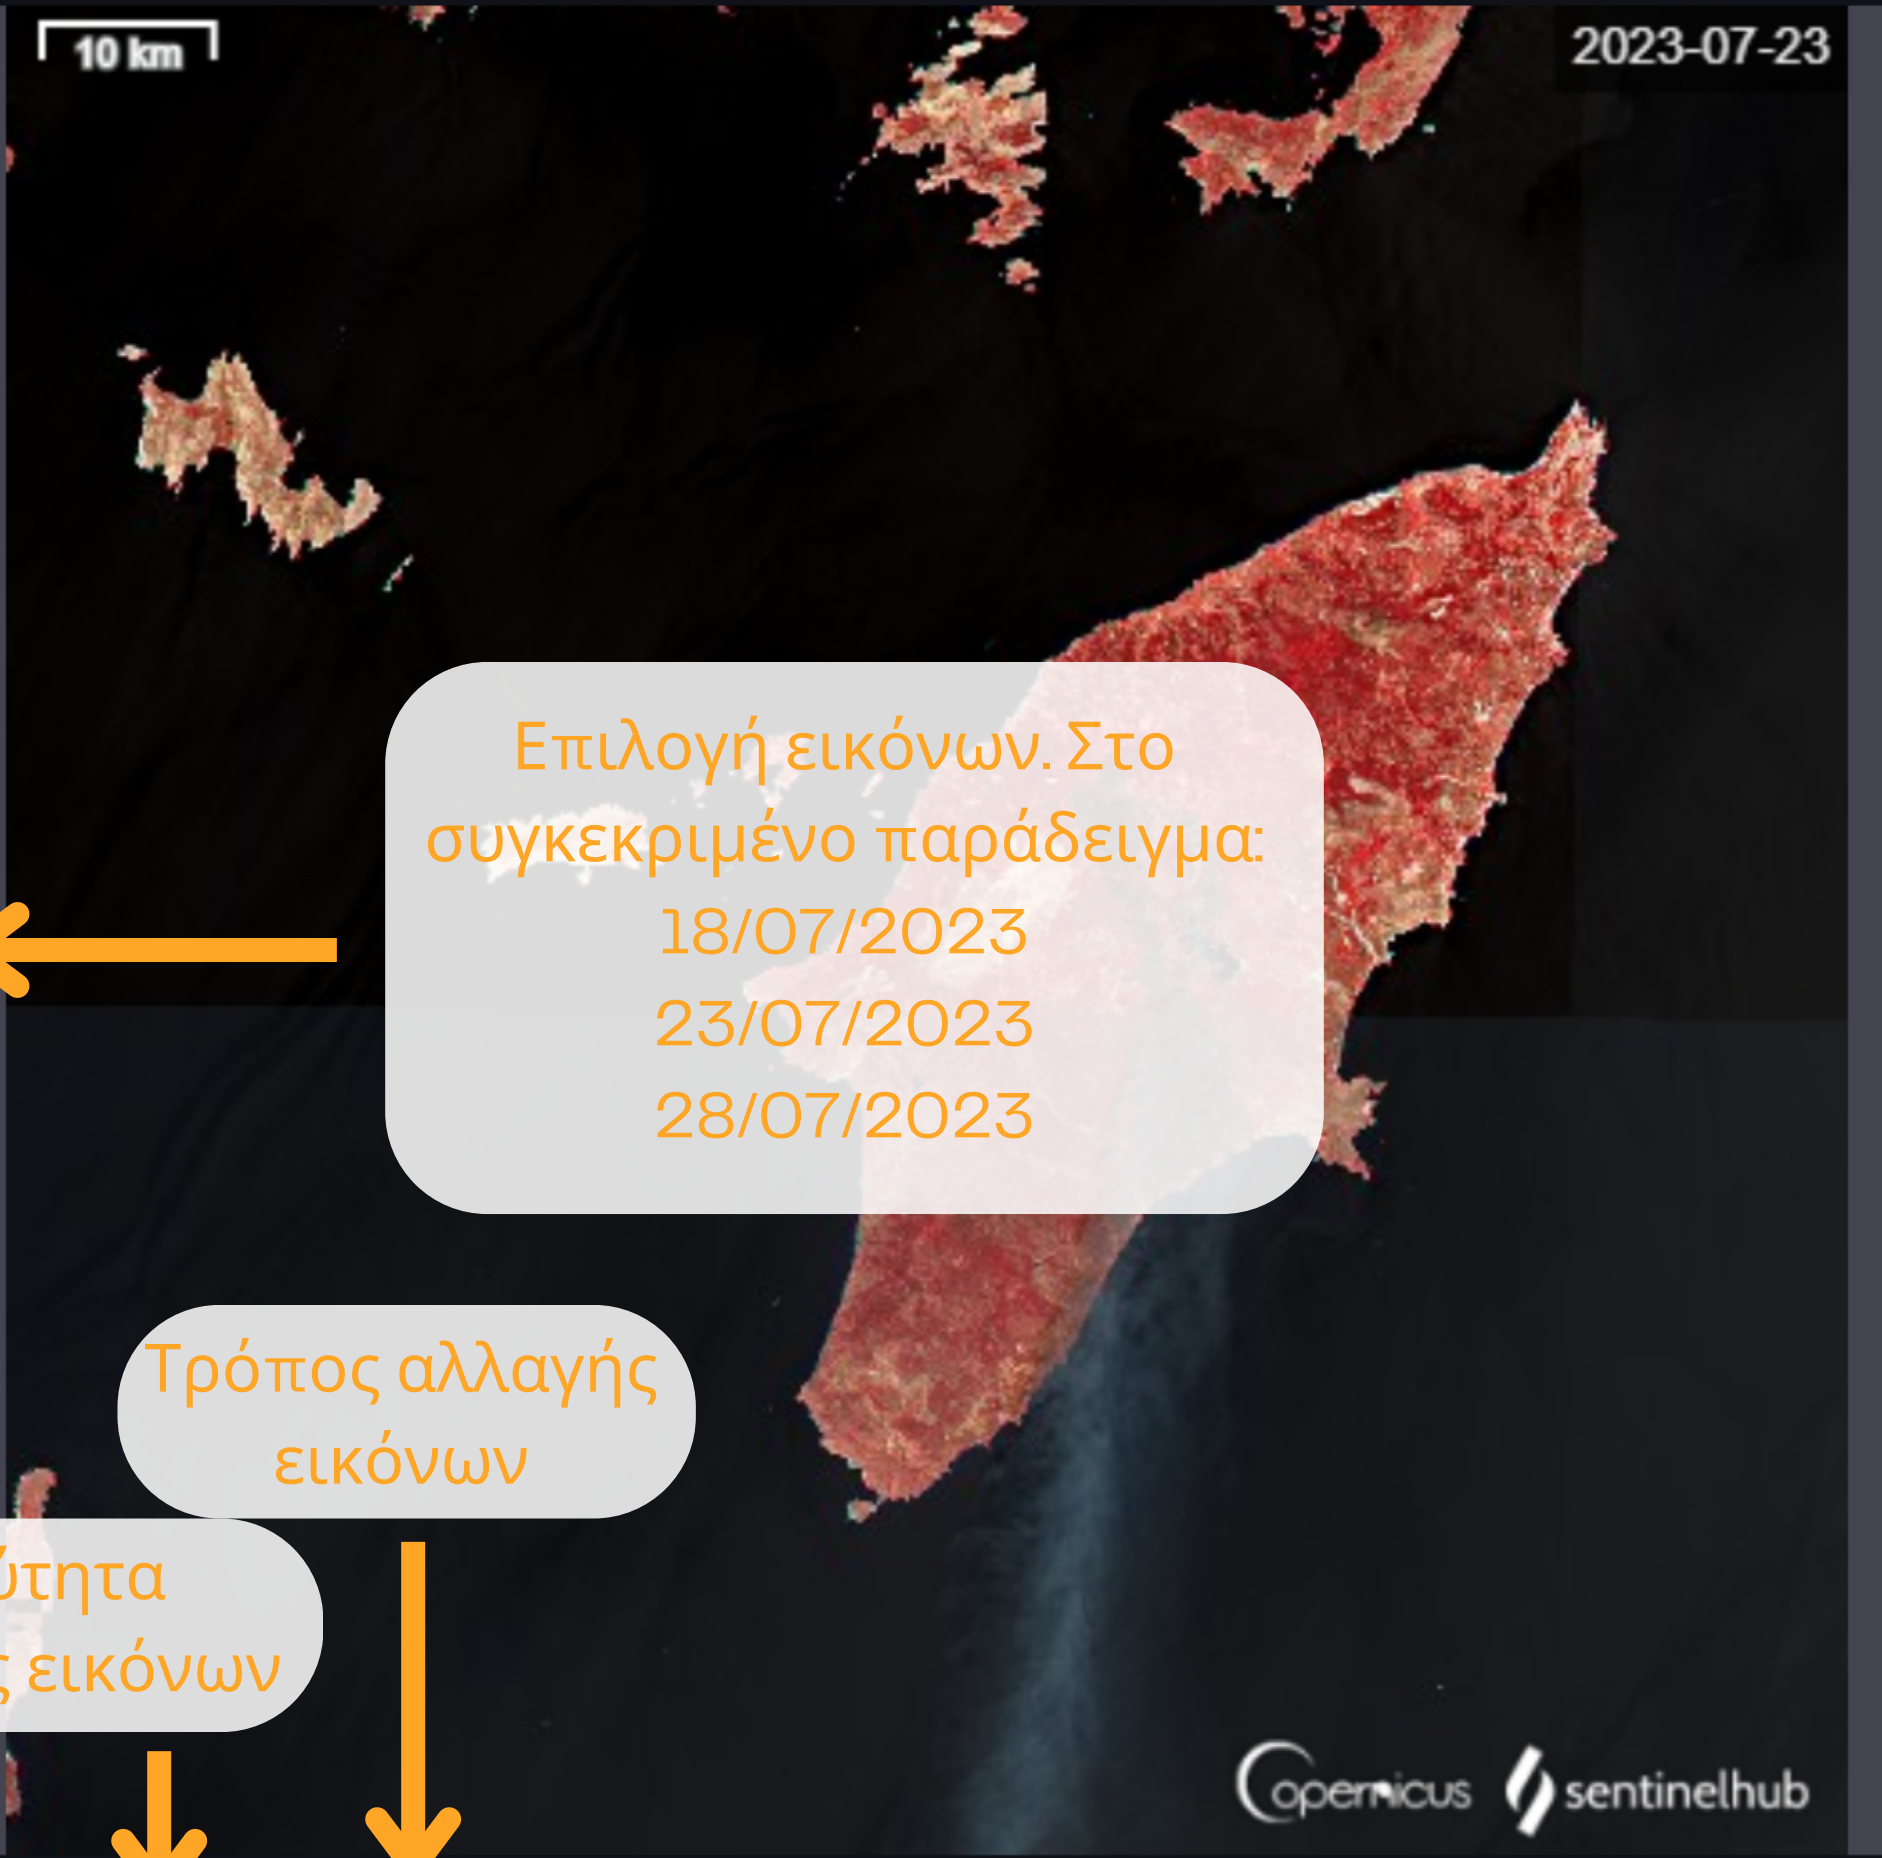 10 km
2023-07-23
Επιλογή εικόνων. Στο
συγκεκριμένο παράδειγμα:
18/07/2023
23/07/2023
28/07/2023
Τρόπος αλλαγής
εικόνων
εικόνων
Copernicus
sentinelhub